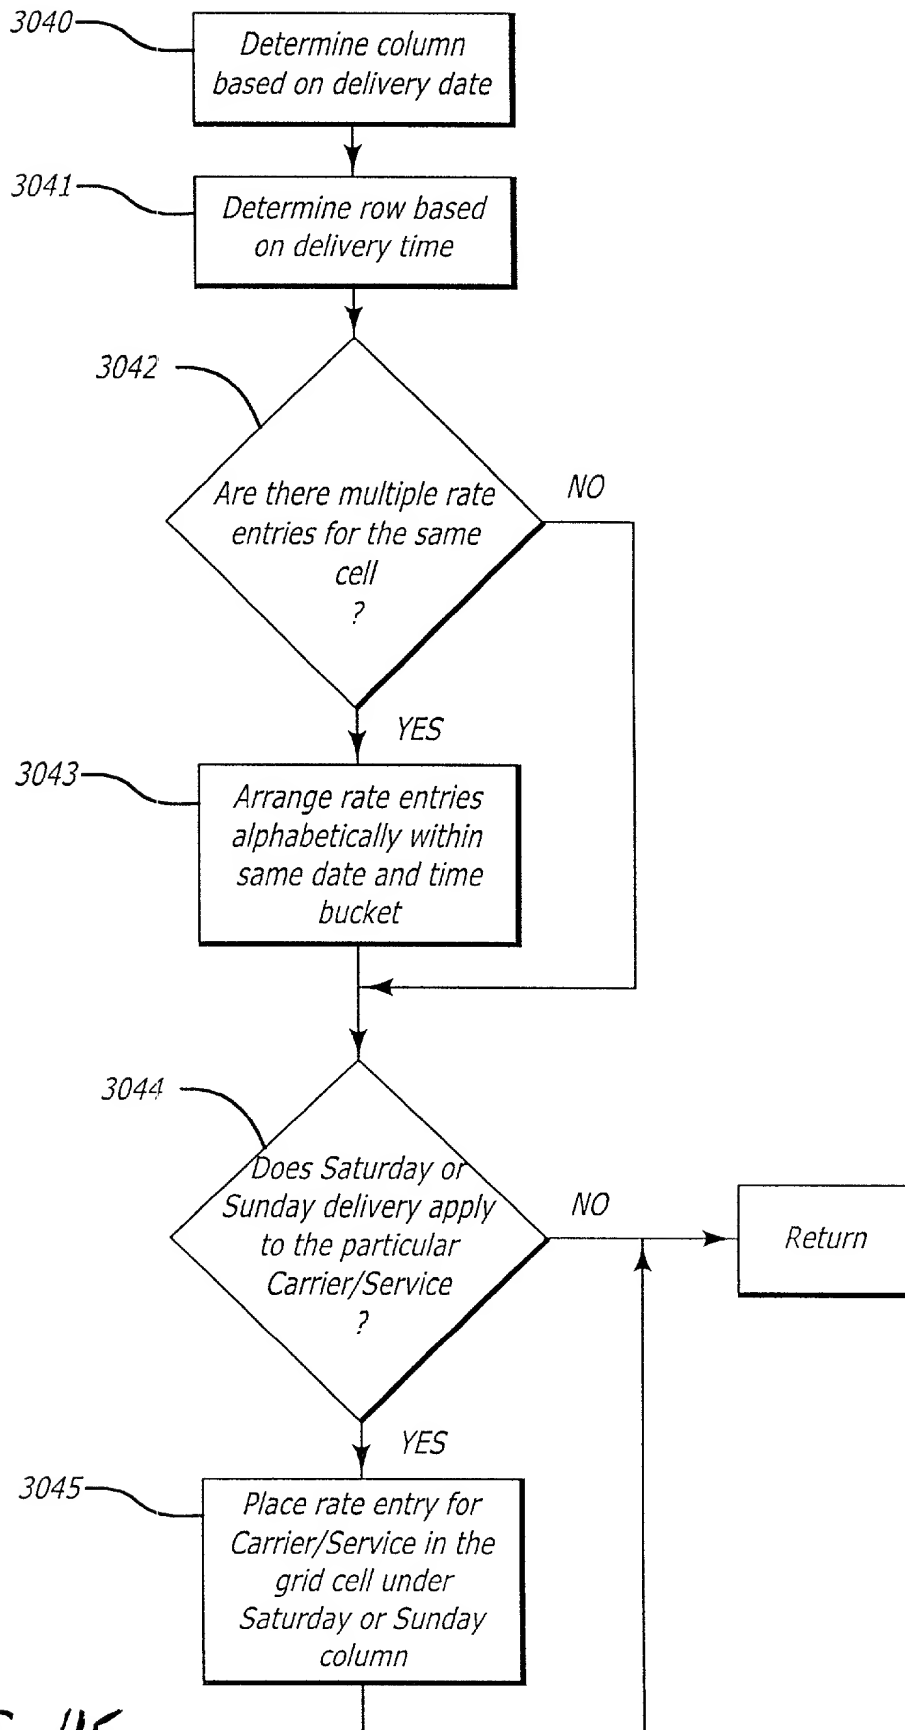 3040
Determine column
based on delivery date
3041
Determine row based
on delivery time
3042
Are there multiple rate
entries for the same
cell
?
NO
YES
3043
Arrange rate entries
alphabetically within
same date and time
bucket
3044
Does Saturday or
Sunday delivery apply
to the particular
Carrier/Service
?
NO
Return
YES
3045
Place rate entry for
Carrier/Service in the
grid cell under
Saturday or Sunday
column